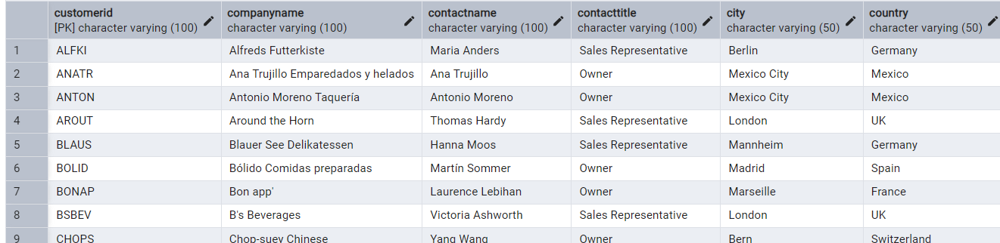 customerid companyname contactname contacttitle city country
[PK] character varying (100) character varying (100) character varying (100) character varying (100) character varying (50) character varying (50)
1 ALFKI Alfreds Futterkiste Maria Anders Sales Representative Berlin Germany
2 ANATR Ana Trujillo Emparedados y helados Ana Trujillo Owner Mexico City Mexico
3 ANTON Antonio Moreno Taquería Antonio Moreno Owner Mexico City Mexico
4 AROUT Around the Horn Thomas Hardy Sales Representative London UK
5 BLAUS Blauer See Delikatessen Hanna Moos Sales Representative Mannheim Germany
6 BOLID Bólido Comidas preparadas Martín Sommer Owner Madrid Spain
7 BONAP Bon app' Laurence Lebihan Owner Marseille France
8 BSBEV B's Beverages Victoria Ashworth Sales Representative London UK
9 CHOPS Chop-suey Chinese Yang Wang Owner Bern Switzerland